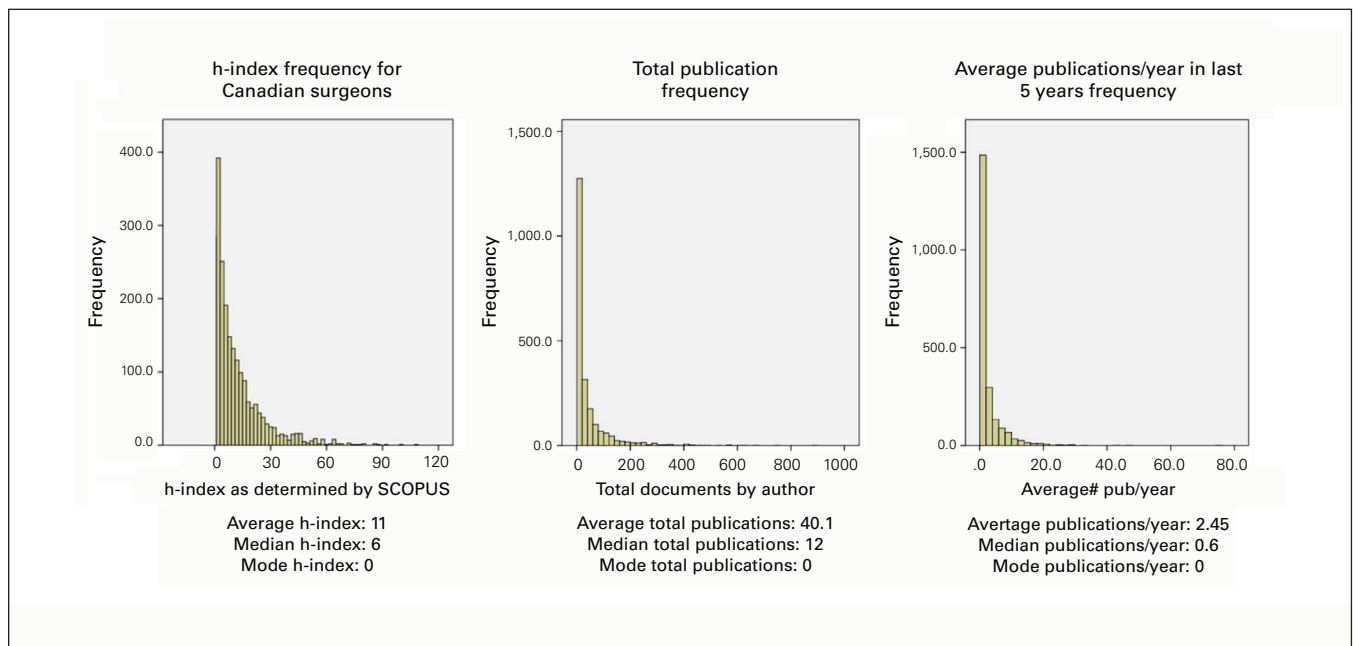 h-index frequency for
Canadian surgeons
400.0
300.0
200.0
100.0
0.0
Frequency
0 30 60 90 120
h-index as determined by SCOPUS
Average h-index: 11
Median h-index: 6
Mode h-index: 0
Total publication
frequency
1,500.0
1,000.0
500.0
0.0
Frequency
0 200 400 600 800 1000
Total documents by author
Average total publications: 40.1
Median total publications: 12
Mode total publications: 0
Average publications/year in last
5 years frequency
1,500.0
1,000.0
500.0
0.0
Frequency
.0 20.0 40.0 60.0 80.0
Average# pub/year
Avertage publications/year: 2.45
Median publications/year: 0.6
Mode publications/year: 0